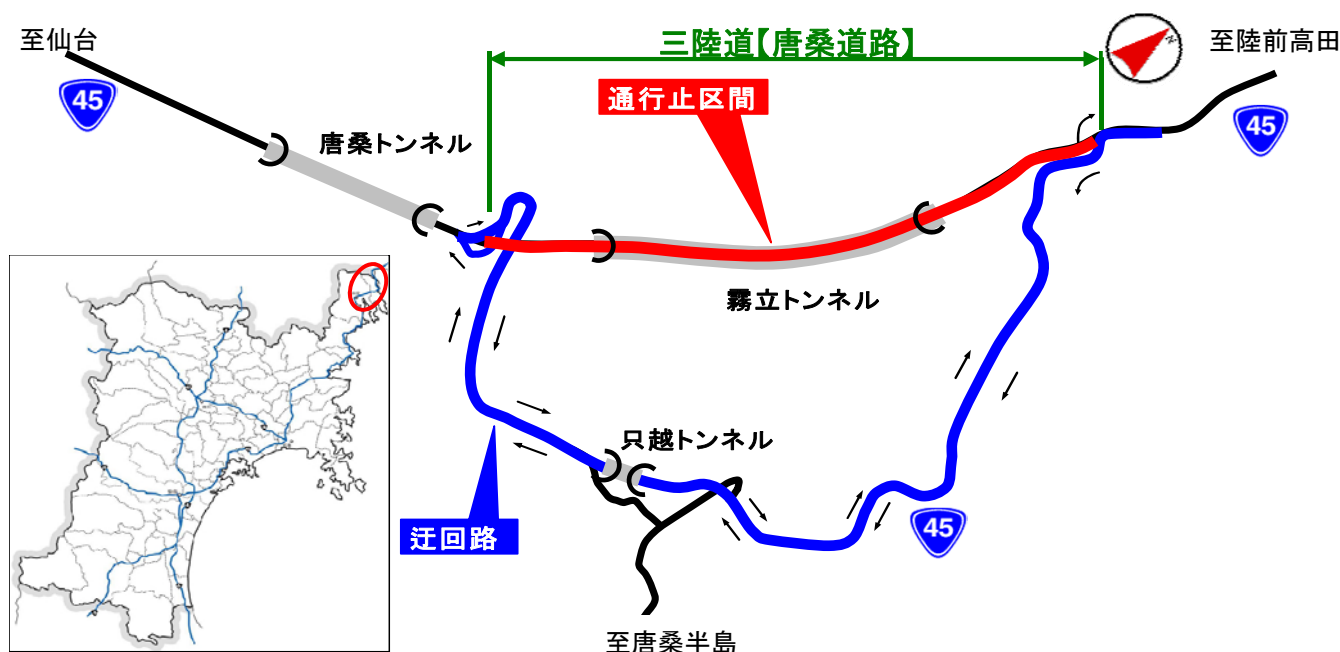 至仙台
45
三陸道【唐桑道路】
N
至陸前高田
45
通行止区間
唐桑トンネル
霧立トンネル
只越トンネル
迂回路
45
至唐桑半島